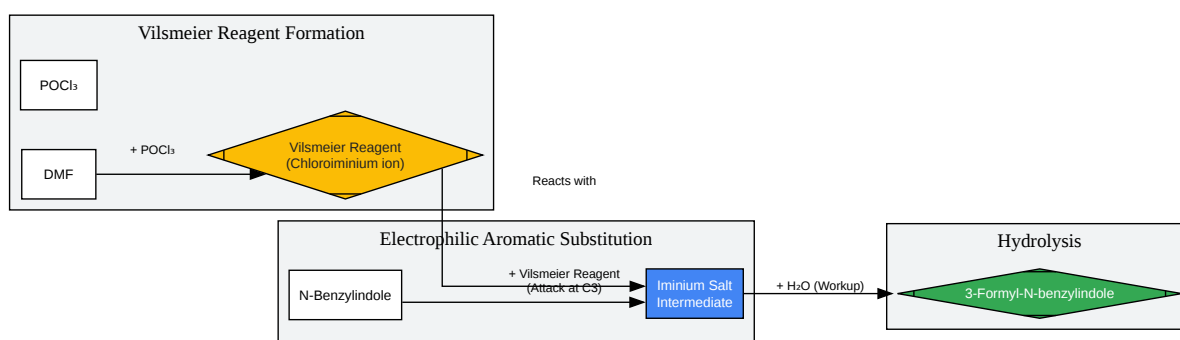 Vilsmeier Reagent Formation
POCl₃
+ POCl₃
DMF
Vilsmeier Reagent
(Chloroiminium ion)
Reacts with
Electrophilic Aromatic Substitution
N-Benzylindole
+ Vilsmeier Reagent
(Attack at C3)
Iminium Salt
Intermediate
+ H₂O (Workup)
Hydrolysis
3-Formyl-N-benzylindole